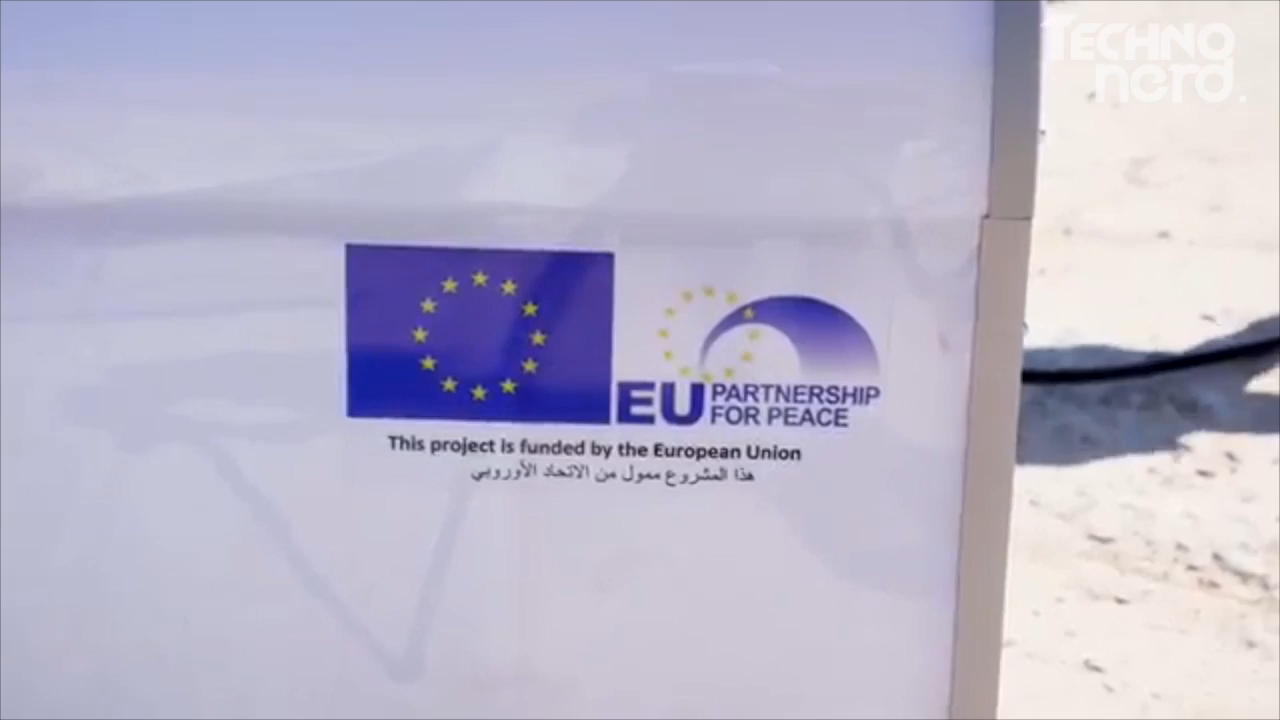 TECHNO
nerd.
EU PARTNERSHIP
FOR PEACE
This project is funded by the European Union
هذا المشروع ممول من الاتحاد الأوروبي